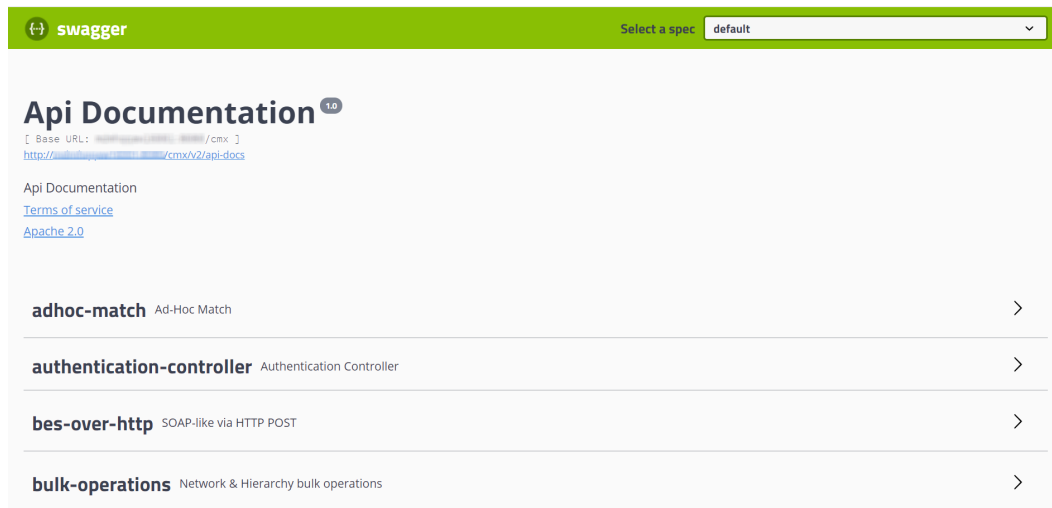 {···} swagger
Select a spec default
Api Documentation 1.0
[ Base URL: /cmx ]
http:// /cmx/v2/api-docs
Api Documentation
Terms of service
Apache 2.0
adhoc-match Ad-Hoc Match
authentication-controller Authentication Controller
bes-over-http SOAP-like via HTTP POST
bulk-operations Network & Hierarchy bulk operations